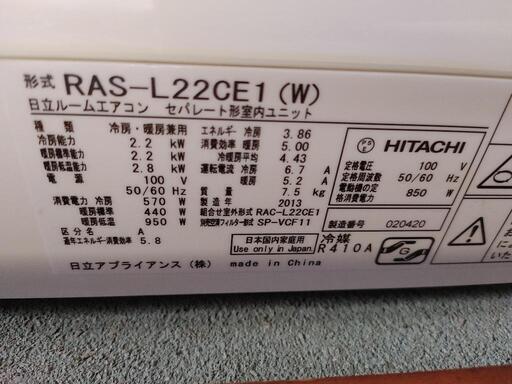 形式 RAS-L22CE1(W)
日立ルームエアコン セパレート形室内ユニット
種類 冷房・暖房兼用
冷房能力 2.2 kW
暖房標準能力 2.2 kW
暖房低温能力 2.8 kW
電源 100 V
50/60 Hz
消費電力 冷房 570 W
暖房標準 440 W
暖房低温 950 W
区分名 A
通年エネルギー消費効率 5.8
エネルギー 冷房 3.86
消費効率 暖房 5.00
冷暖房平均 4.43
運転電流 冷房 6.7 A
暖房 5.2 A
質量 7.5 kg
製造年 2013
組合せ室外形式 RAC-L22CE1
別売空清フィルター形式 SP-VCF11
日本国内家庭用
Use only in Japan.
PSE
HITACHI
定格電圧 100 V
定格周波数 50/60 Hz
電動機の定格消費電力 850 W
製造番号 020420
冷媒
R410A
G
日立アプライアンス(株) made in China